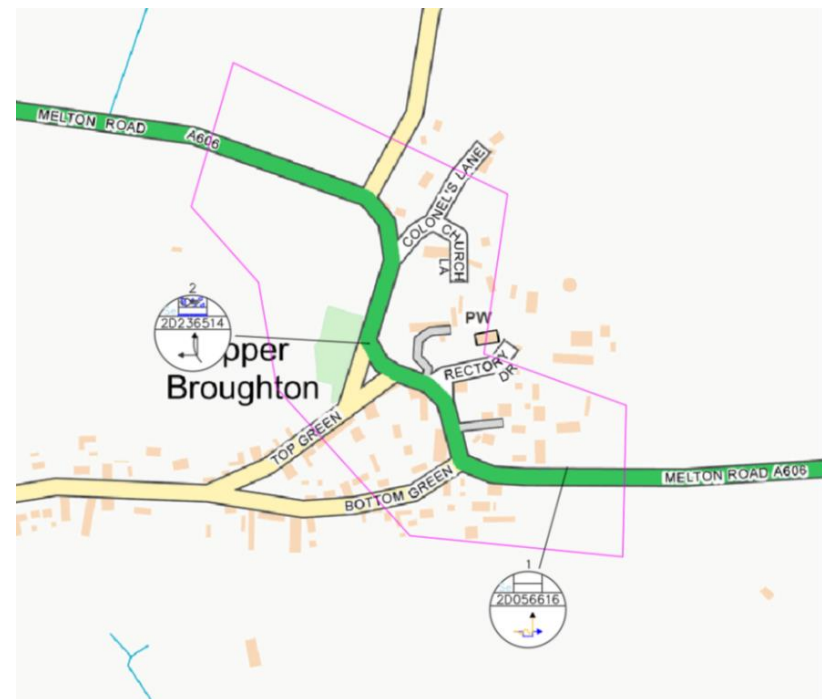 MELTON ROAD
A606
COLONEL'S LANE
CHURCH
LA
2
2D236514
PW
pper
Broughton
RECTORY
DR
TOP GREEN
BOTTOM GREEN
MELTON ROAD A606
1
2D056616